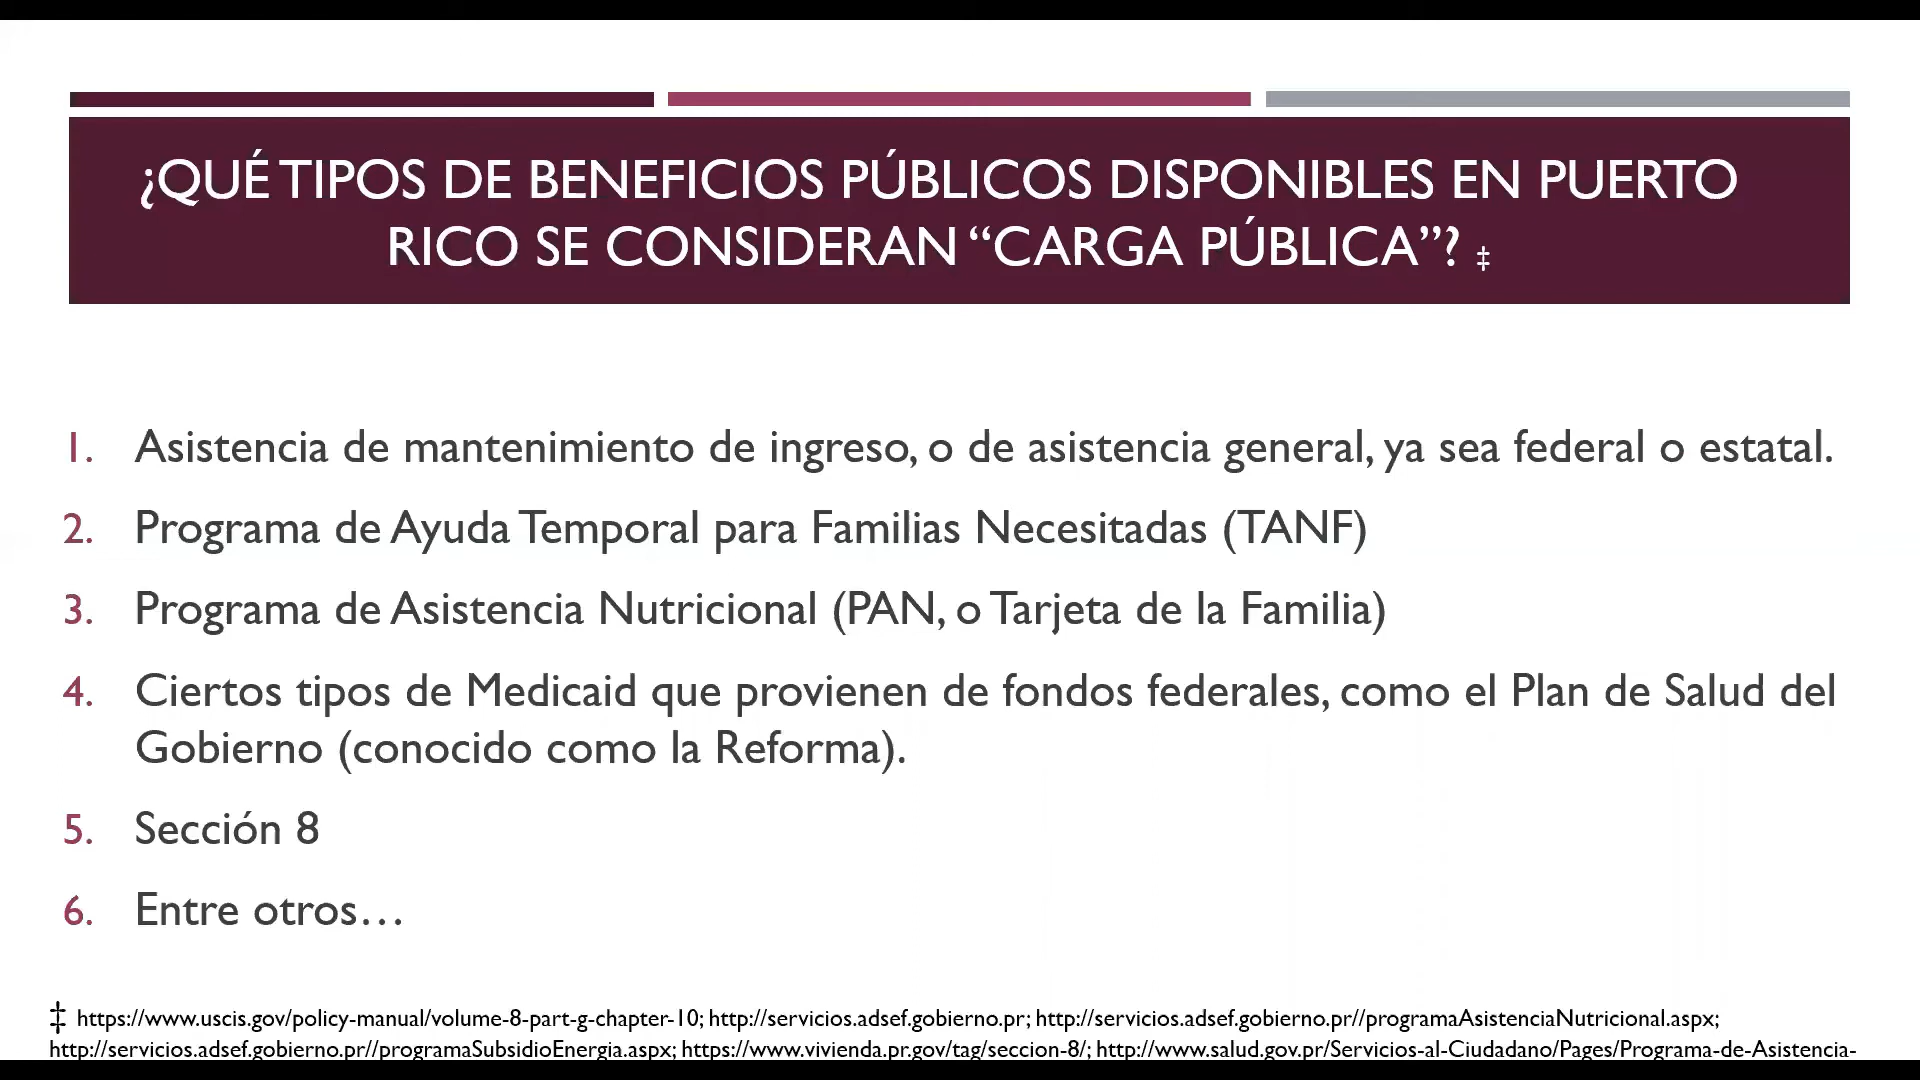 ¿QUÉ TIPOS DE BENEFICIOS PÚBLICOS DISPONIBLES EN PUERTO
RICO SE CONSIDERAN “CARGA PÚBLICA”? ‡
1. Asistencia de mantenimiento de ingreso, o de asistencia general, ya sea federal o estatal.
2. Programa de Ayuda Temporal para Familias Necesitadas (TANF)
3. Programa de Asistencia Nutricional (PAN, o Tarjeta de la Familia)
4. Ciertos tipos de Medicaid que provienen de fondos federales, como el Plan de Salud del
Gobierno (conocido como la Reforma).
5. Sección 8
6. Entre otros…
‡ https://www.uscis.gov/policy-manual/volume-8-part-g-chapter-10; http://servicios.adsef.gobierno.pr; http://servicios.adsef.gobierno.pr//programaAsistenciaNutricional.aspx;
http://servicios.adsef.gobierno.pr//programaSubsidioEnergia.aspx; https://www.vivienda.pr.gov/tag/seccion-8/; http://www.salud.gov.pr/Servicios-al-Ciudadano/Pages/Programa-de-Asistencia-